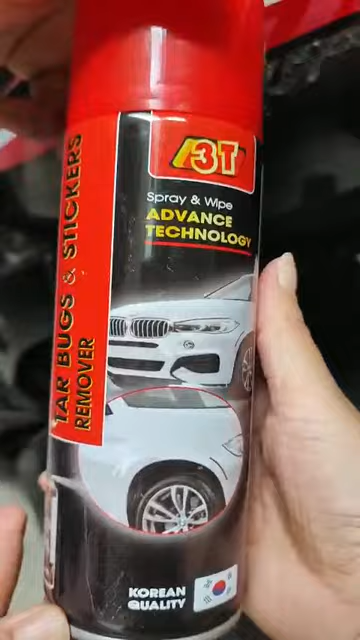 3T
Spray & Wipe
ADVANCE
TECHNOLOGY
TAR BUGS & STICKERS
REMOVER
KOREAN
QUALITY